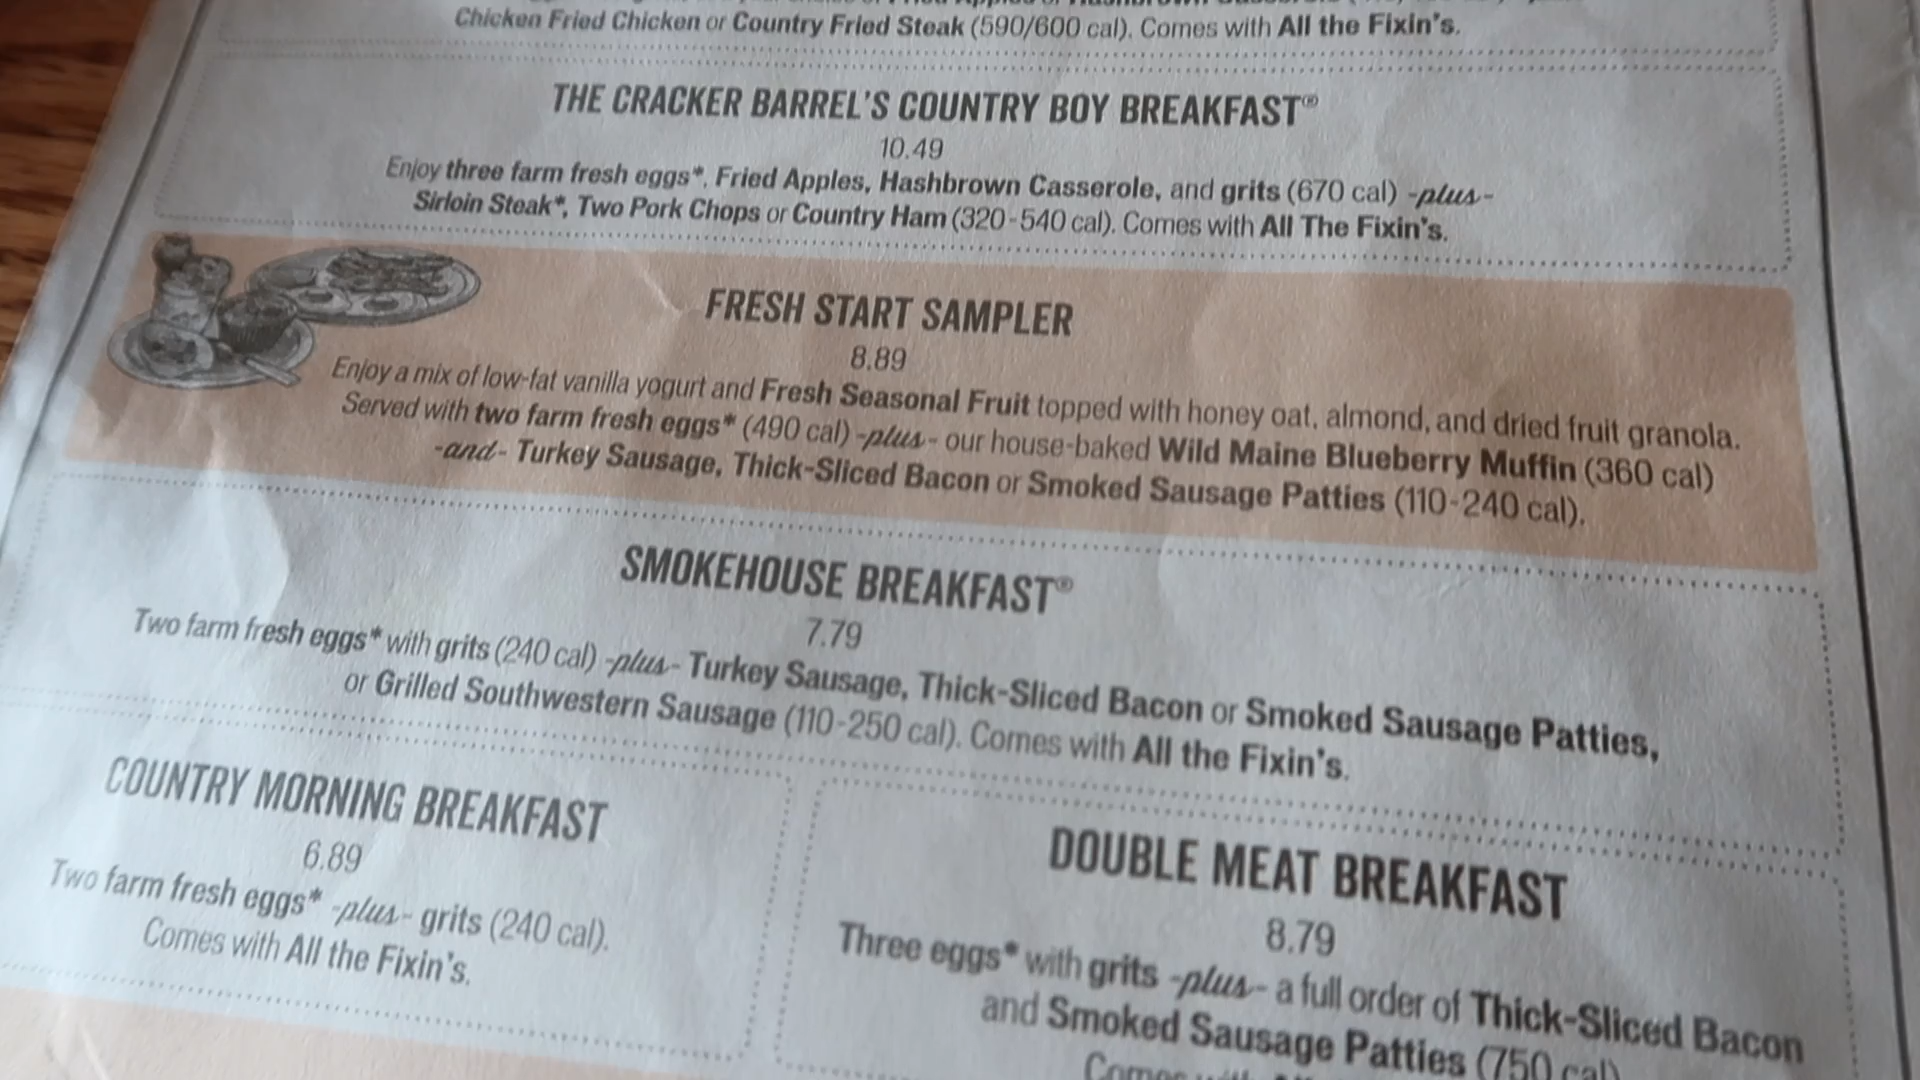 Chicken Fried Chicken or Country Fried Steak (590/600 cal). Comes with All the Fixin's.
THE CRACKER BARREL'S COUNTRY BOY BREAKFAST®
10.49
Enjoy three farm fresh eggs*, Fried Apples, Hashbrown Casserole, and grits (670 cal) -plus-
Sirloin Steak*, Two Pork Chops or Country Ham (320-540 cal). Comes with All The Fixin's.
FRESH START SAMPLER
8.89
Enjoy a mix of low-fat vanilla yogurt and Fresh Seasonal Fruit topped with honey oat, almond, and dried fruit granola.
Served with two farm fresh eggs* (490 cal) -plus- our house-baked Wild Maine Blueberry Muffin (360 cal)
-and- Turkey Sausage, Thick-Sliced Bacon or Smoked Sausage Patties (110-240 cal).
SMOKEHOUSE BREAKFAST®
7.79
Two farm fresh eggs* with grits (240 cal) -plus- Turkey Sausage, Thick-Sliced Bacon or Smoked Sausage Patties,
or Grilled Southwestern Sausage (110-250 cal). Comes with All the Fixin's.
COUNTRY MORNING BREAKFAST
6.89
Two farm fresh eggs* -plus- grits (240 cal).
Comes with All the Fixin's.
DOUBLE MEAT BREAKFAST
8.79
Three eggs* with grits -plus- a full order of Thick-Sliced Bacon
and Smoked Sausage Patties (750 cal)
Comes with All